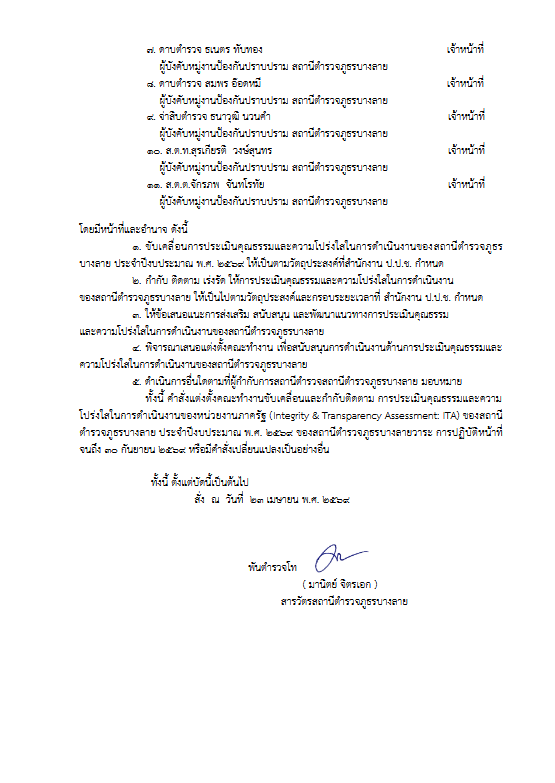 ๗. ดาบตำรวจ ธเนตร ทับทอง เจ้าหน้าที่
ผู้บังคับหมู่งานป้องกันปราบปราม สถานีตำรวจภูธรบางลาย
๘. ดาบตำรวจ สมพร อ๊อดหมี เจ้าหน้าที่
ผู้บังคับหมู่งานป้องกันปราบปราม สถานีตำรวจภูธรบางลาย
๙. จ่าสิบตำรวจ ธนาวุฒิ นวนคำ เจ้าหน้าที่
ผู้บังคับหมู่งานป้องกันปราบปราม สถานีตำรวจภูธรบางลาย
๑๐. ส.ต.ท.สุรเกียรติ วงษ์สุนทร เจ้าหน้าที่
ผู้บังคับหมู่งานป้องกันปราบปราม สถานีตำรวจภูธรบางลาย
๑๑. ส.ต.ต.จักรภพ จันทโรทัย เจ้าหน้าที่
ผู้บังคับหมู่งานป้องกันปราบปราม สถานีตำรวจภูธรบางลาย
โดยมีหน้าที่และอำนาจ ดังนี้
๑. ขับเคลื่อนการประเมินคุณธรรมและความโปร่งใสในการดำเนินงานของสถานีตำรวจภูธร
บางลาย ประจำปีงบประมาณ พ.ศ. ๒๕๖๙ ให้เป็นตามวัตถุประสงค์ที่สำนักงาน ป.ป.ช. กำหนด
๒. กำกับ ติดตาม เร่งรัด ให้การประเมินคุณธรรมและความโปร่งใสในการดำเนินงาน
ของสถานีตำรวจภูธรบางลาย ให้เป็นไปตามวัตถุประสงค์และกรอบระยะเวลาที่ สำนักงาน ป.ป.ช. กำหนด
๓. ให้ข้อเสนอแนะการส่งเสริม สนับสนุน และพัฒนาแนวทางการประเมินคุณธรรม
และความโปร่งใสในการดำเนินงานของสถานีตำรวจภูธรบางลาย
๔. พิจารณาเสนอแต่งตั้งคณะทำงาน เพื่อสนับสนุนการดำเนินงานด้านการประเมินคุณธรรมและ
ความโปร่งใสในการดำเนินงานของสถานีตำรวจภูธรบางลาย
๕. ดำเนินการอื่นใดตามที่ผู้กำกับการสถานีตำรวจสถานีตำรวจภูธรบางลาย มอบหมาย
ทั้งนี้ คำสั่งแต่งตั้งคณะทำงานขับเคลื่อนและกำกับติดตาม การประเมินคุณธรรมและความ
โปร่งใสในการดำเนินงานของหน่วยงานภาครัฐ (Integrity & Transparency Assessment: ITA) ของสถานี
ตำรวจภูธรบางลาย ประจำปีงบประมาณ พ.ศ. ๒๕๖๙ ของสถานีตำรวจภูธรบางลายวาระ การปฏิบัติหน้าที่
จนถึง ๓๐ กันยายน ๒๕๖๙ หรือมีคำสั่งเปลี่ยนแปลงเป็นอย่างอื่น
ทั้งนี้ ตั้งแต่บัดนี้เป็นต้นไป
สั่ง ณ วันที่ ๒๓ เมษายน พ.ศ. ๒๕๖๙
พันตำรวจโท
( มานิตย์ จิตรเอก )
สารวัตรสถานีตำรวจภูธรบางลาย